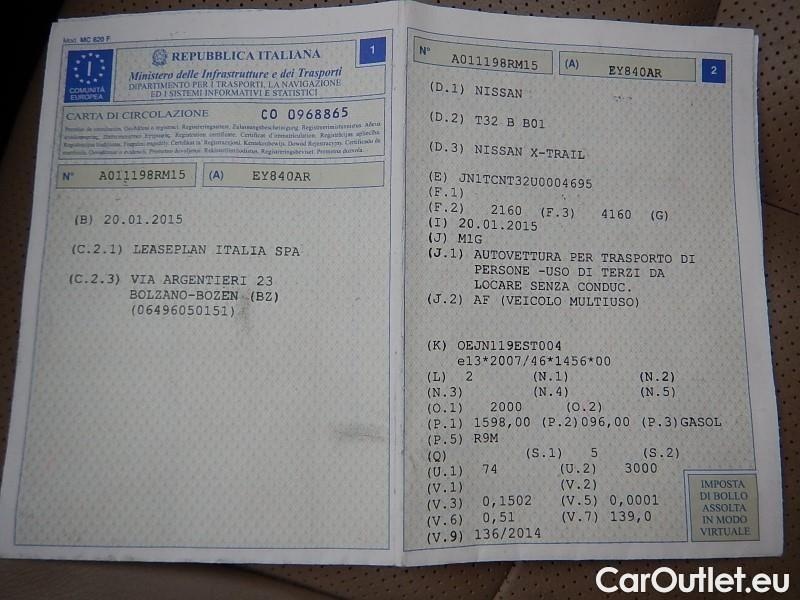 Mod. MC 820 F
I
COMUNITÀ
EUROPEA
REPUBBLICA ITALIANA
1
Ministero delle Infrastrutture e dei Trasporti
DIPARTIMENTO PER I TRASPORTI, LA NAVIGAZIONE
ED I SISTEMI INFORMATIVI E STATISTICI
CARTA DI CIRCOLAZIONE CO 0968865
N° A011198RM15 (A) EY840AR
(B) 20.01.2015
(C.2.1) LEASEPLAN ITALIA SPA
(C.2.3) VIA ARGENTIERI 23
BOLZANO-BOZEN (BZ)
(06496050151)
N° A011198RM15 (A) EY840AR 2
(D.1) NISSAN
(D.2) T32 B B01
(D.3) NISSAN X-TRAIL
(E) JN1TCNT32U0004695
(F.1)
(F.2) 2160 (F.3) 4160 (G)
(I) 20.01.2015
(J) M1G
(J.1) AUTOVETTURA PER TRASPORTO DI
PERSONE -USO DI TERZI DA
LOCARE SENZA CONDUC.
(J.2) AF (VEICOLO MULTIUSO)
(K) OEJN119EST004
e13*2007/46*1456*00
(L) 2 (N.1) (N.2)
(N.3) (N.4) (N.5)
(O.1) 2000 (O.2)
(P.1) 1598,00 (P.2)096,00 (P.3)GASOL
(P.5) R9M
(Q) (S.1) 5 (S.2)
(U.1) 74 (U.2) 3000
(V.1) (V.2)
(V.3) 0,1502 (V.5) 0,0001
(V.6) 0,51 (V.7) 139,0
(V.9) 136/2014
IMPOSTA
DI BOLLO
ASSOLTA
IN MODO
VIRTUALE
CarOutlet.eu